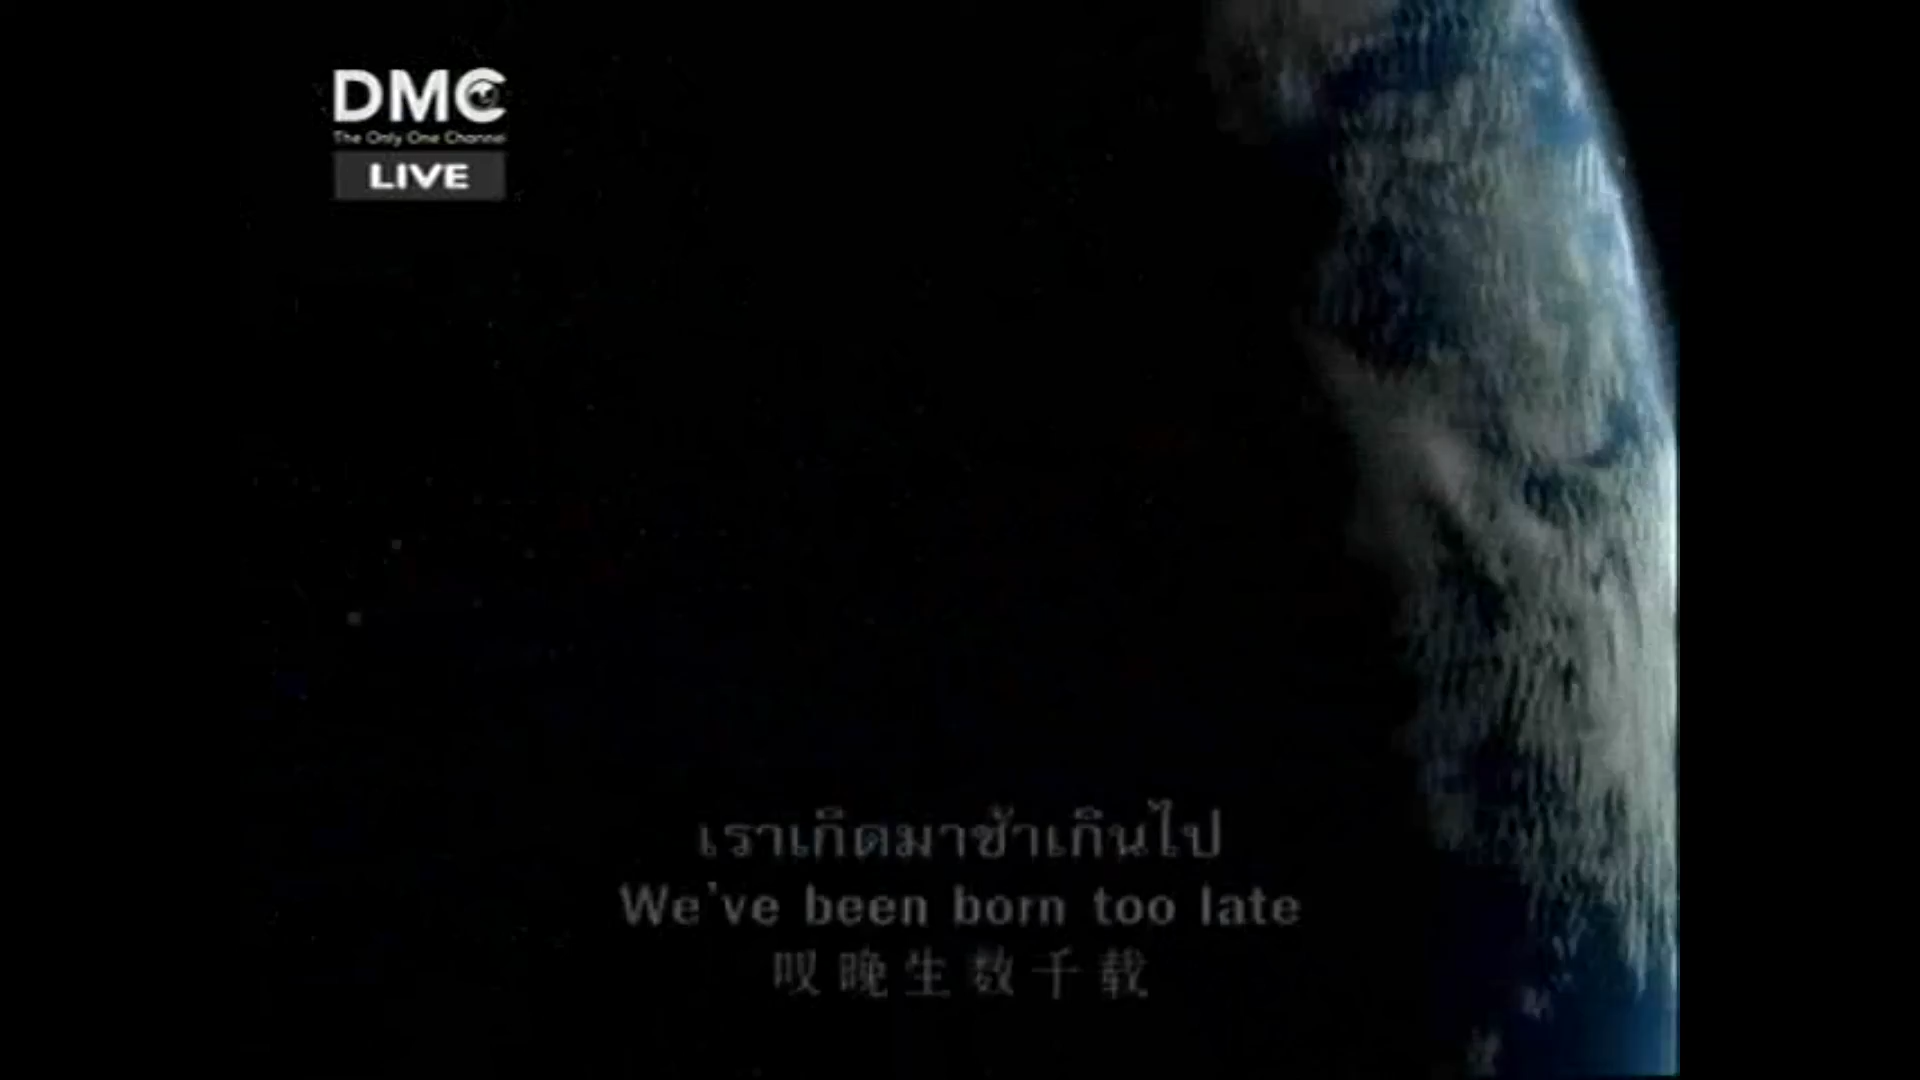 DMC
The Only One Channel
LIVE
เราเกิดมาช้าเกินไป
We've been born too late
叹晚生数千载